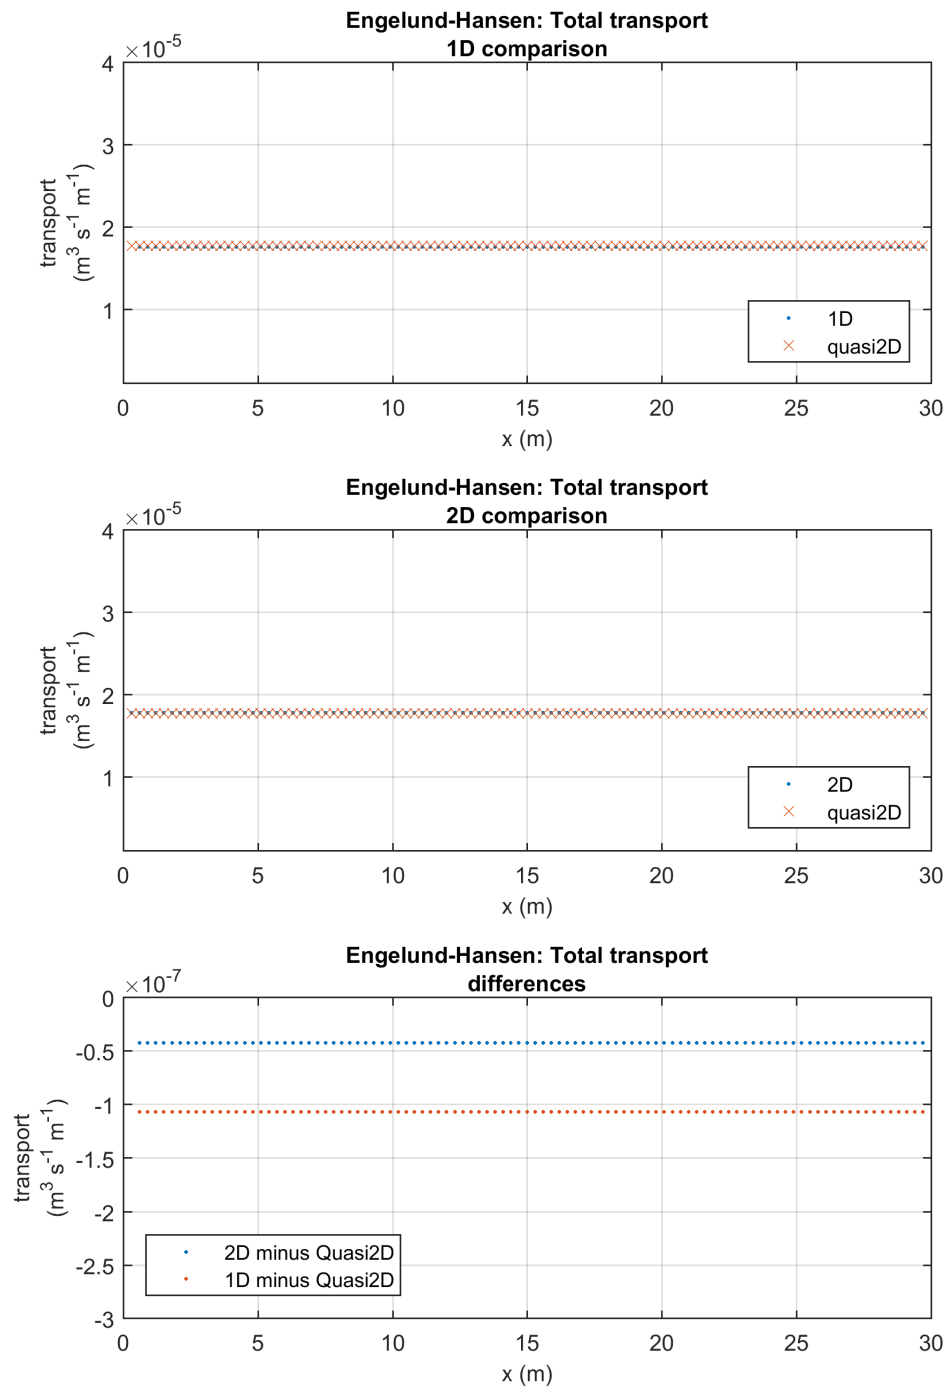 Engelund-Hansen: Total transport
1D comparison
×10⁻⁵
4
3
2
1
transport
(m³ s⁻¹ m⁻¹)
1D
quasi2D
0 5 10 15 20 25 30
x (m)
Engelund-Hansen: Total transport
2D comparison
×10⁻⁵
4
3
2
1
transport
(m³ s⁻¹ m⁻¹)
2D
quasi2D
0 5 10 15 20 25 30
x (m)
Engelund-Hansen: Total transport
differences
×10⁻⁷
0
-0.5
-1
-1.5
-2
-2.5
-3
transport
(m³ s⁻¹ m⁻¹)
2D minus Quasi2D
1D minus Quasi2D
0 5 10 15 20 25 30
x (m)